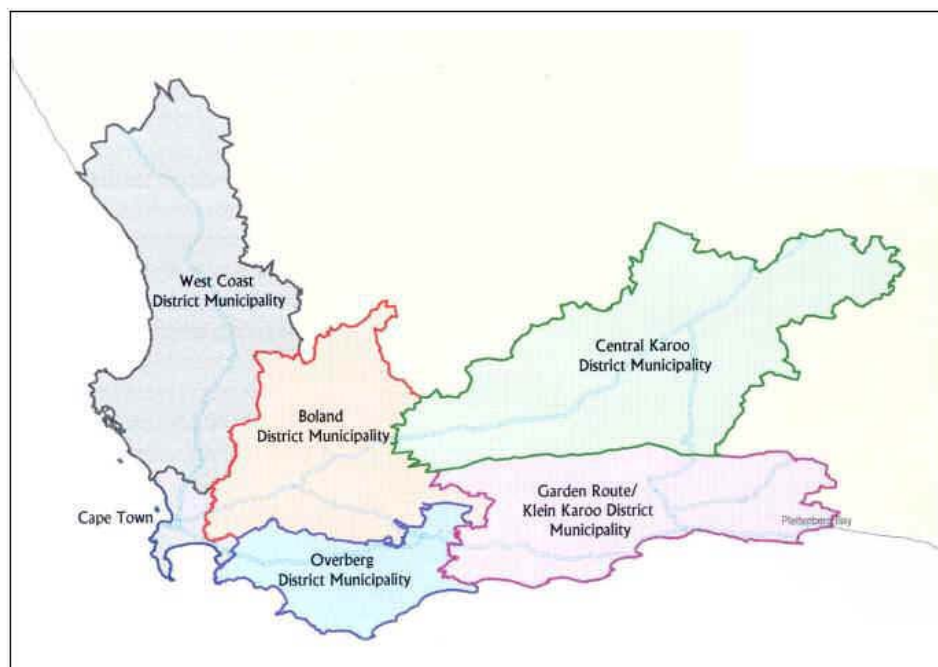 West Coast
District Municipality
Central Karoo
District Municipality
Boland
District Municipality
Garden Route/
Klein Karoo District
Municipality
Cape Town
Plettenberg Bay
Overberg
District Municipality